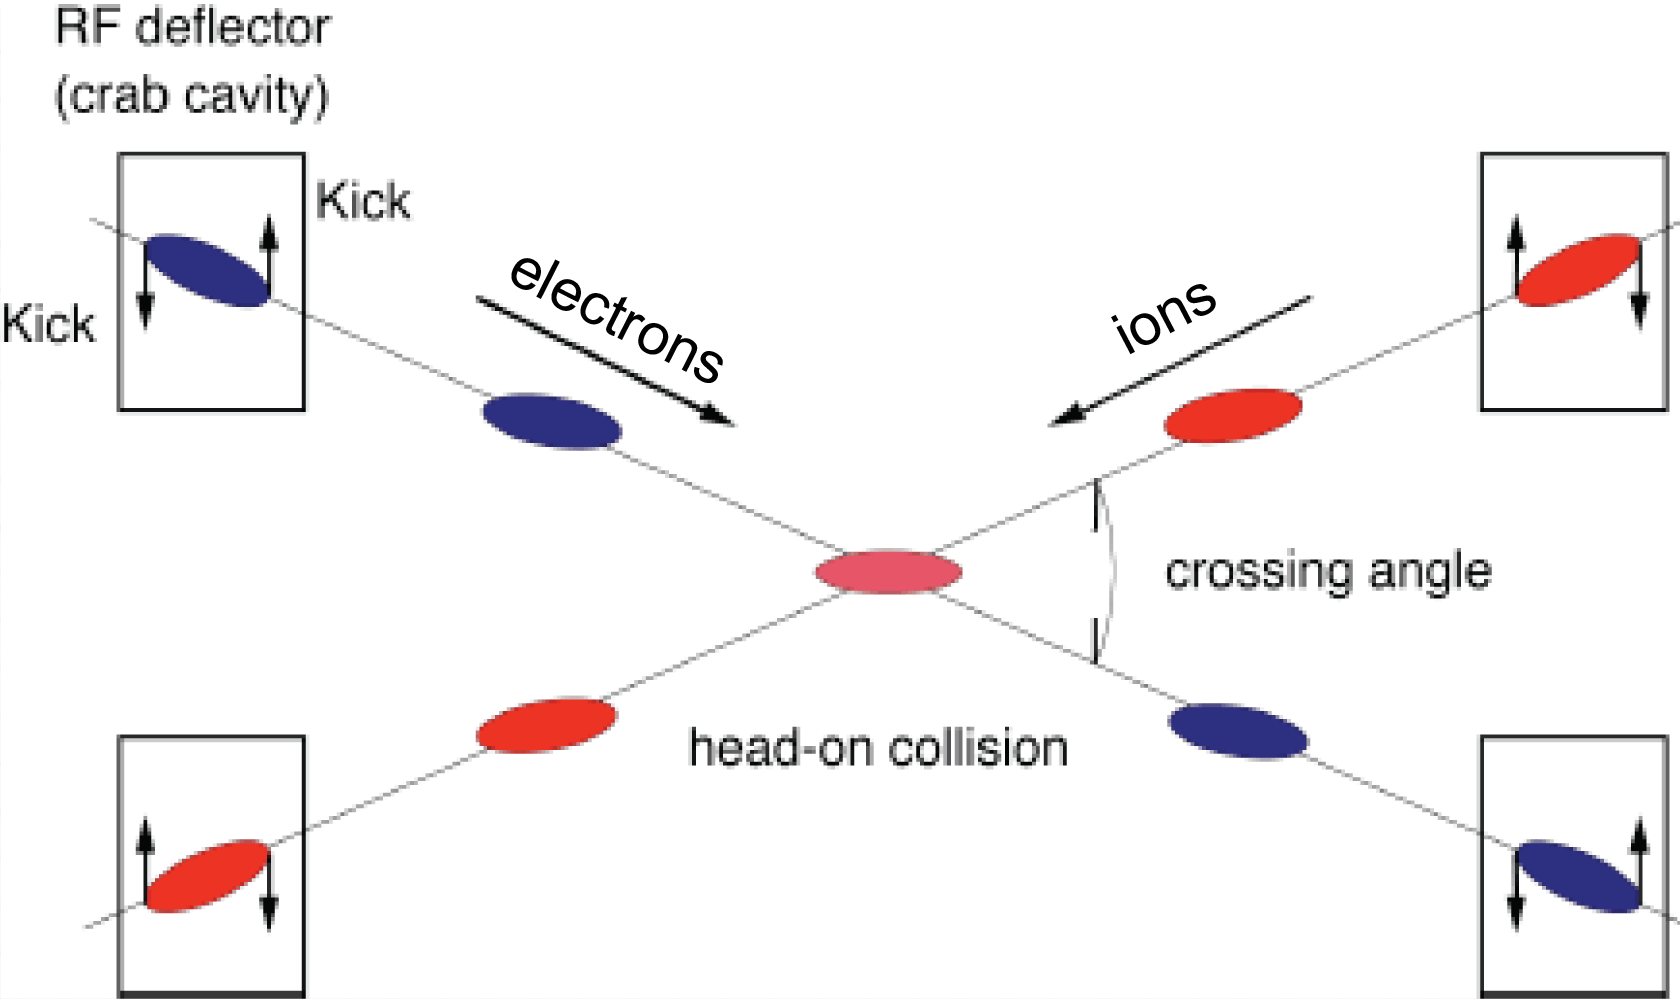 RF deflector
(crab cavity)
Kick
Kick
electrons
ions
crossing angle
head-on collision